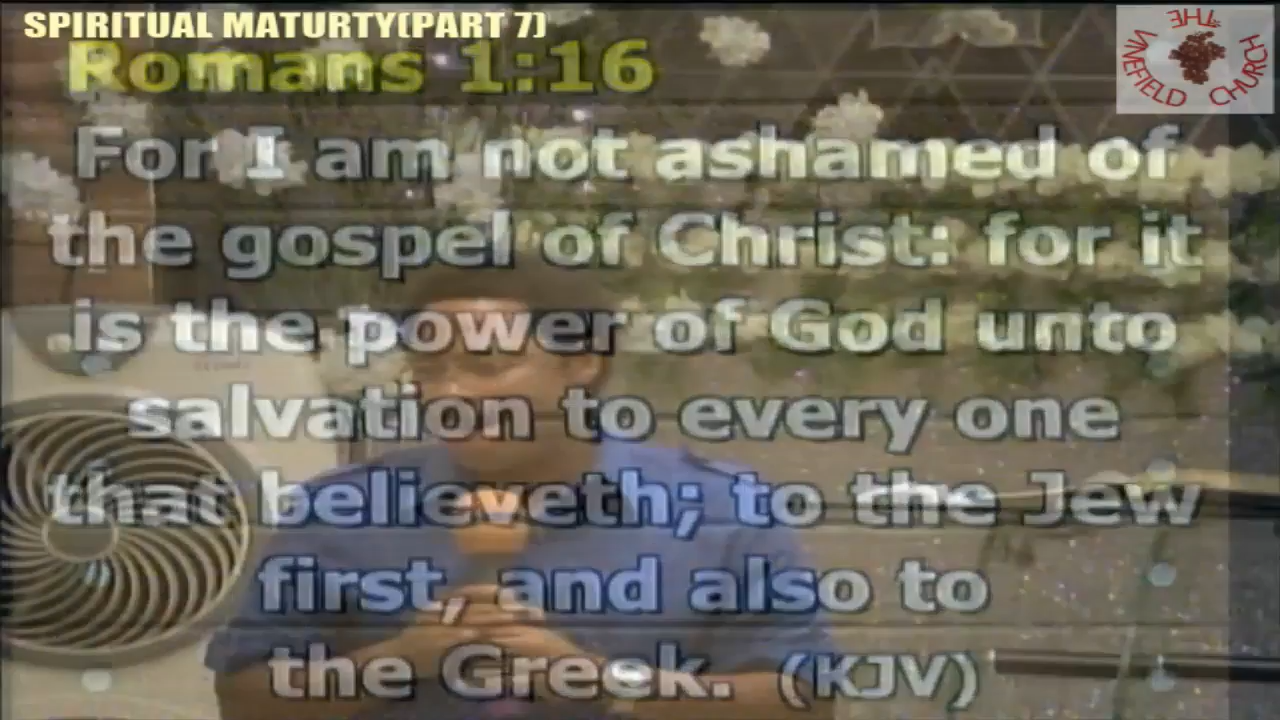 SPIRITUAL MATURTY(PART 7)
THE VINEFIELD CHURCH
Romans 1:16
For I am not ashamed of
the gospel of Christ: for it
is the power of God unto
salvation to every one
that believeth; to the Jew
first, and also to
the Greek. (KJV)